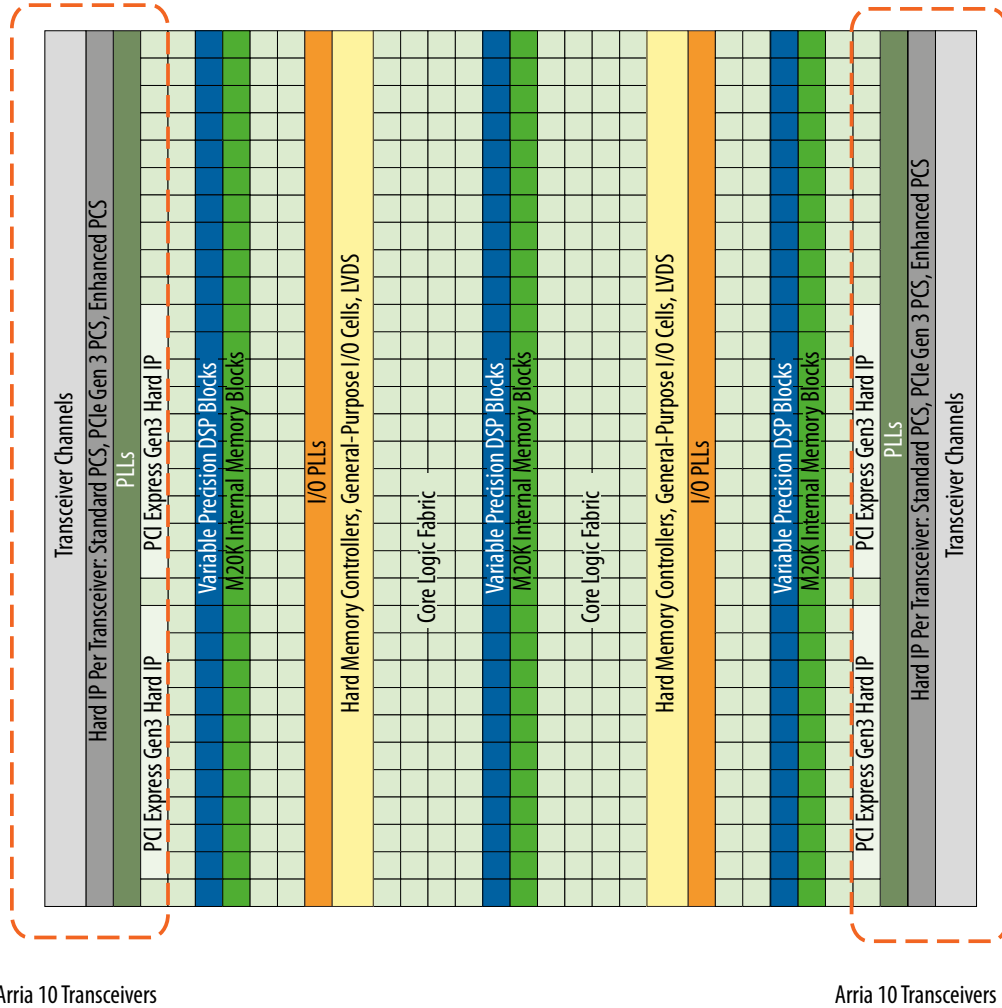 Transceiver Channels
Hard IP Per Transceiver: Standard PCS, PCIe Gen 3 PCS, Enhanced PCS
PLLs
PCI Express Gen3 Hard IP
PCI Express Gen3 Hard IP
Variable Precision DSP Blocks
M20K Internal Memory Blocks
I/O PLLs
Hard Memory Controllers, General-Purpose I/O Cells, LVDS
Core Logic Fabric
Variable Precision DSP Blocks
M20K Internal Memory Blocks
Core Logic Fabric
Hard Memory Controllers, General-Purpose I/O Cells, LVDS
I/O PLLs
Variable Precision DSP Blocks
M20K Internal Memory Blocks
PCI Express Gen3 Hard IP
PCI Express Gen3 Hard IP
PLLs
Hard IP Per Transceiver: Standard PCS, PCIe Gen 3 PCS, Enhanced PCS
Transceiver Channels
Arria 10 Transceivers
Arria 10 Transceivers